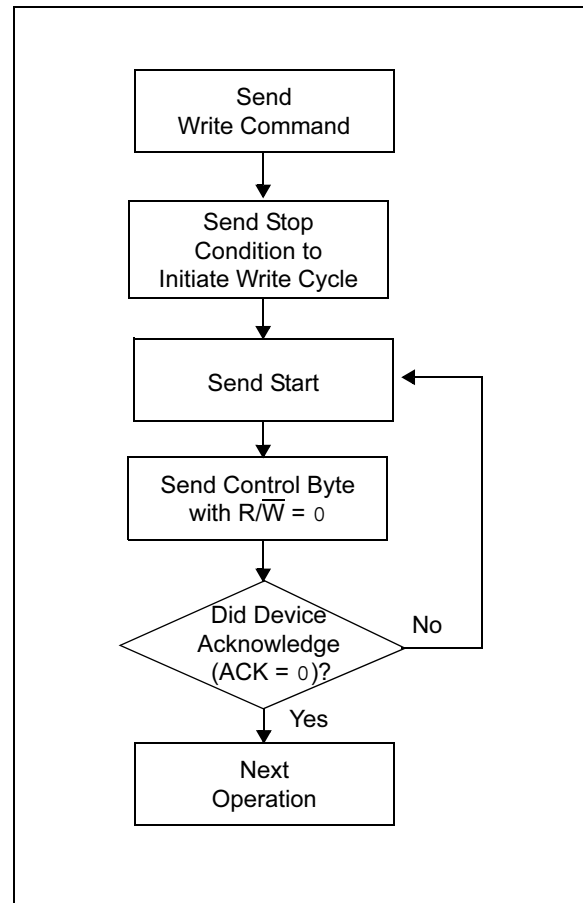 Send
Write Command
Send Stop
Condition to
Initiate Write Cycle
Send Start
Send Control Byte
with R/W̅ = 0
Did Device
Acknowledge
(ACK = 0)?
No
Yes
Next
Operation